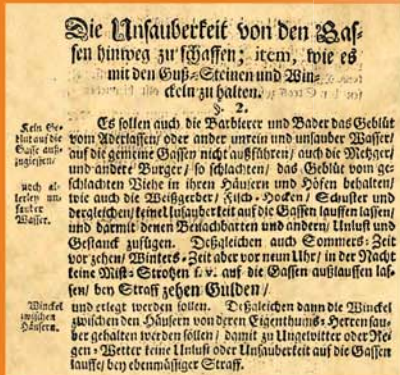 Die Unsauberkeit von den Gas-
sen hinweg zu schaffen; item, wie es
mit den Guß-Steinen und Win-
ckeln zu halten.
§. 2.
Kein Ge-
blüt auf die
Gasse auß-
zugiessen/
noch al-
lerley un-
sauber
Wasser.
Es sollen auch die Barbierer und Bader das Geblüt
vom Aderlassen/ oder ander unrein und unsauber Wasser/
auf die gemeine Gassen nicht außführen/ auch die Metzger/
und andere Burger/ so schlachten/ das Geblüt vom ge-
schlachten Viehe in ihren Häusern und Höfen behalten/
wie auch die Weißgerber/ Fisch-Hocken/ Schuster und
dergleichen/ keine Unsauberkeit auf die Gassen lauffen lassen/
und darmit denen Benachbarten und andern/ Unlust und
Gestanck zufügen. Deßgleichen auch Sommers-Zeit
vor zehen/ Winters-Zeit aber vor neun Uhr/ in der Nacht
keine Mist-Strohen s. v. auf die Gassen außlauffen las-
sen/ bey Straff zehen Gulden/
Winckel
zwischen
Häusern.
und erlegt werden sollen. Deßgleichen dann die Winckel
zwischen den Häusern von deren Eigenthums-Herren sau-
ber gehalten werden sollen/ damit zu Ungewitter oder Re-
gen-Wetter keine Unlust oder Unsauberkeit auf die Gassen
lauffe/ bey ebenmässiger Straff.